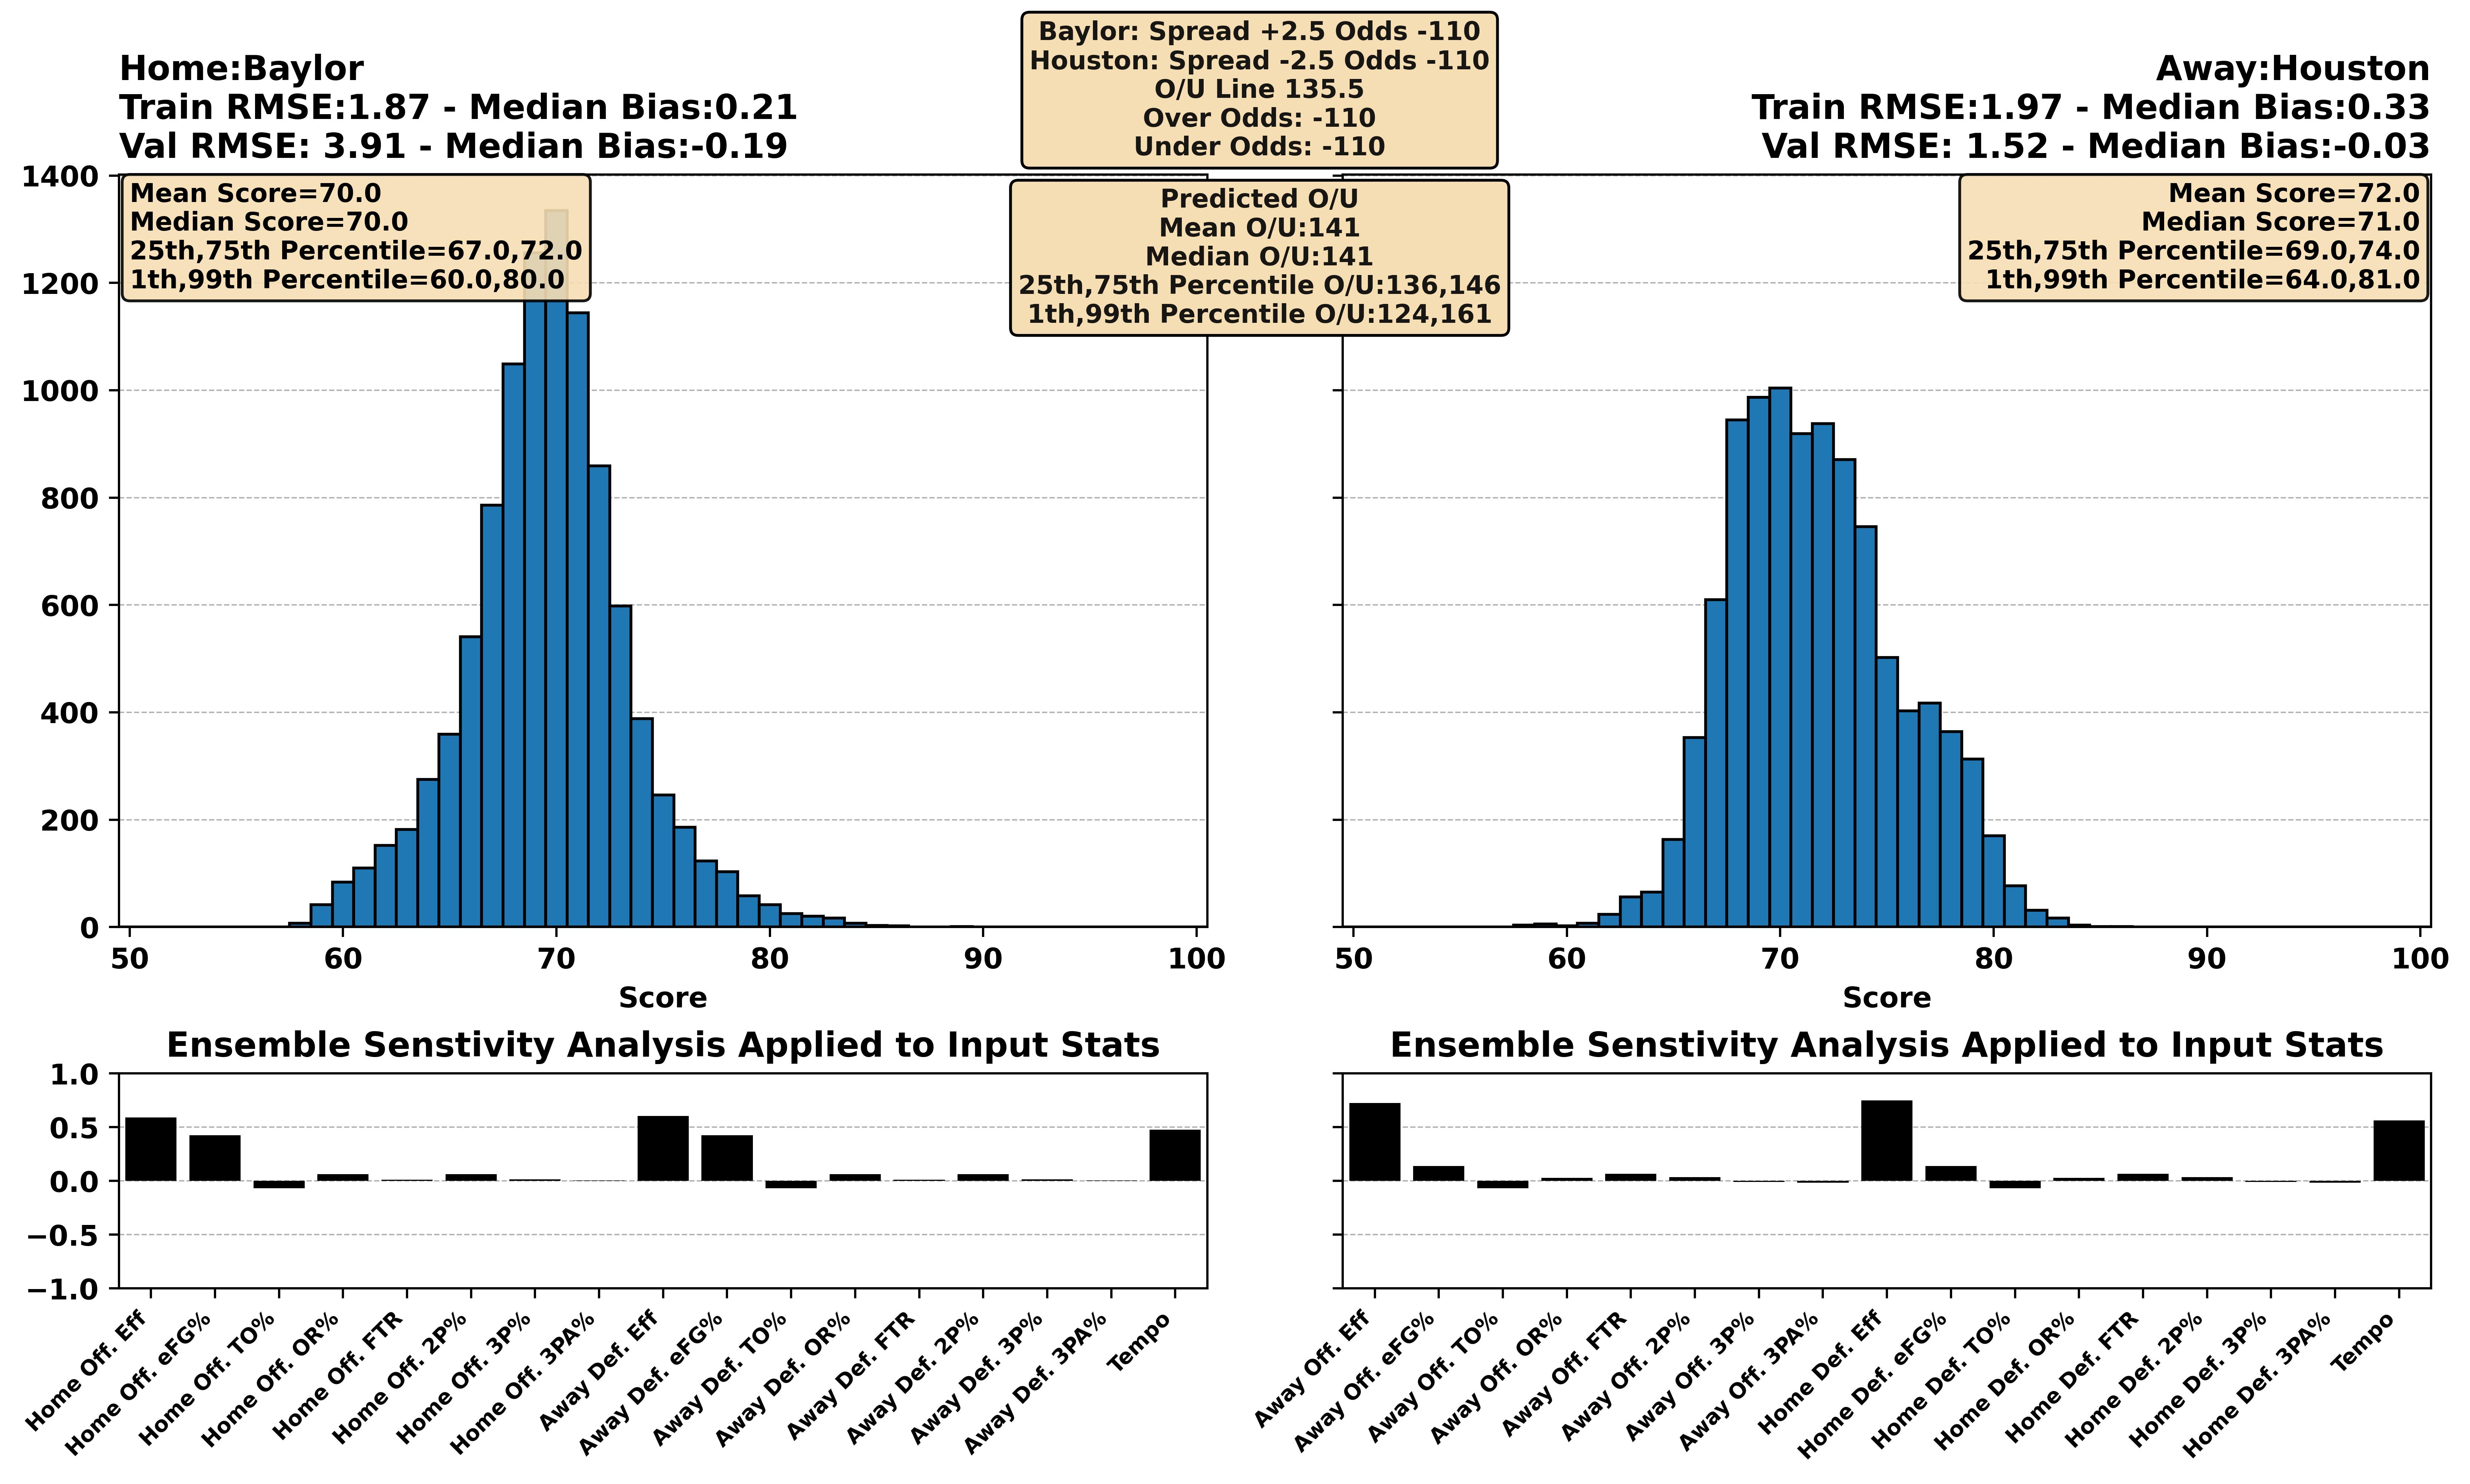 Baylor: Spread +2.5 Odds -110
Houston: Spread -2.5 Odds -110
O/U Line 135.5
Over Odds: -110
Under Odds: -110
Home:Baylor
Train RMSE:1.87 - Median Bias:0.21
Val RMSE: 3.91 - Median Bias:-0.19
Away:Houston
Train RMSE:1.97 - Median Bias:0.33
Val RMSE: 1.52 - Median Bias:-0.03
Mean Score=70.0
Median Score=70.0
25th,75th Percentile=67.0,72.0
1th,99th Percentile=60.0,80.0
Predicted O/U
Mean O/U:141
Median O/U:141
25th,75th Percentile O/U:136,146
1th,99th Percentile O/U:124,161
Mean Score=72.0
Median Score=71.0
25th,75th Percentile=69.0,74.0
1th,99th Percentile=64.0,81.0
1400
1200
1000
800
600
400
200
0
50 60 70 80 90 100
Score
50 60 70 80 90 100
Score
Ensemble Senstivity Analysis Applied to Input Stats
1.0
0.5
0.0
−0.5
−1.0
Home Off. Eff
Home Off. eFG%
Home Off. TO%
Home Off. OR%
Home Off. FTR
Home Off. 2P%
Home Off. 3P%
Home Off. 3PA%
Away Def. Eff
Away Def. eFG%
Away Def. TO%
Away Def. OR%
Away Def. FTR
Away Def. 2P%
Away Def. 3P%
Away Def. 3PA%
Tempo
Ensemble Senstivity Analysis Applied to Input Stats
Away Off. Eff
Away Off. eFG%
Away Off. TO%
Away Off. OR%
Away Off. FTR
Away Off. 2P%
Away Off. 3P%
Away Off. 3PA%
Home Def. Eff
Home Def. eFG%
Home Def. TO%
Home Def. OR%
Home Def. FTR
Home Def. 2P%
Home Def. 3P%
Home Def. 3PA%
Tempo